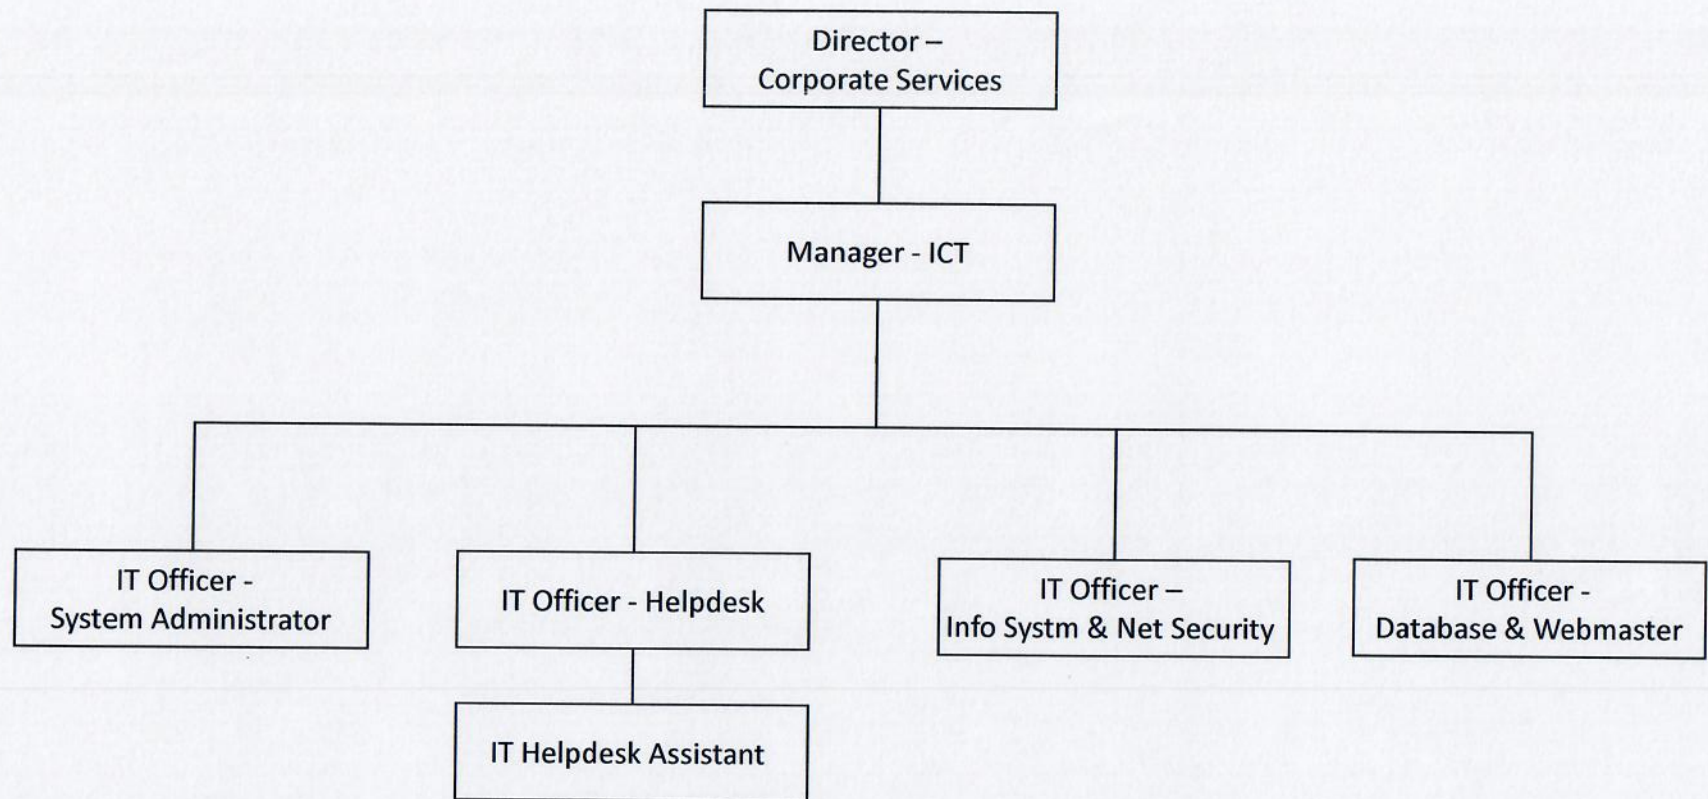 Director –
Corporate Services
Manager - ICT
IT Officer -
System Administrator
IT Officer - Helpdesk
IT Officer –
Info Systm & Net Security
IT Officer -
Database & Webmaster
IT Helpdesk Assistant